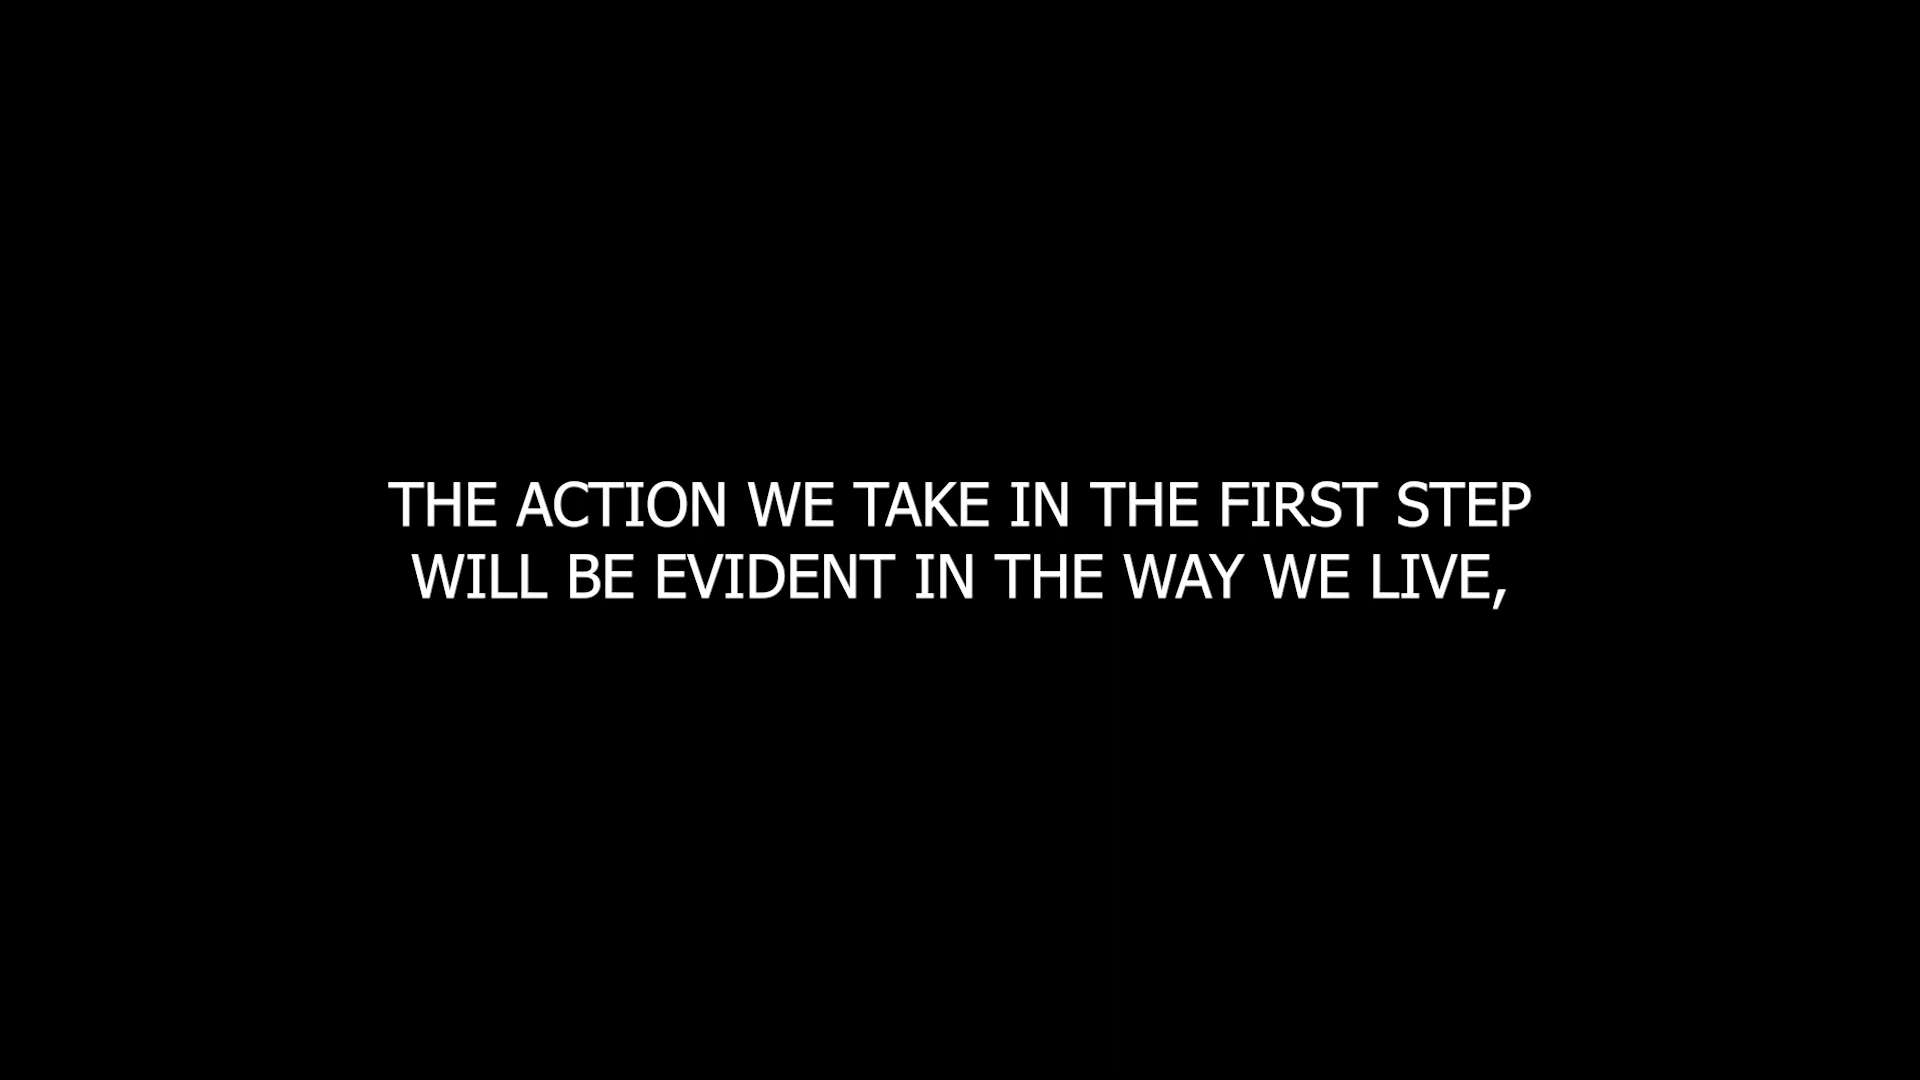 THE ACTION WE TAKE IN THE FIRST STEP
WILL BE EVIDENT IN THE WAY WE LIVE,